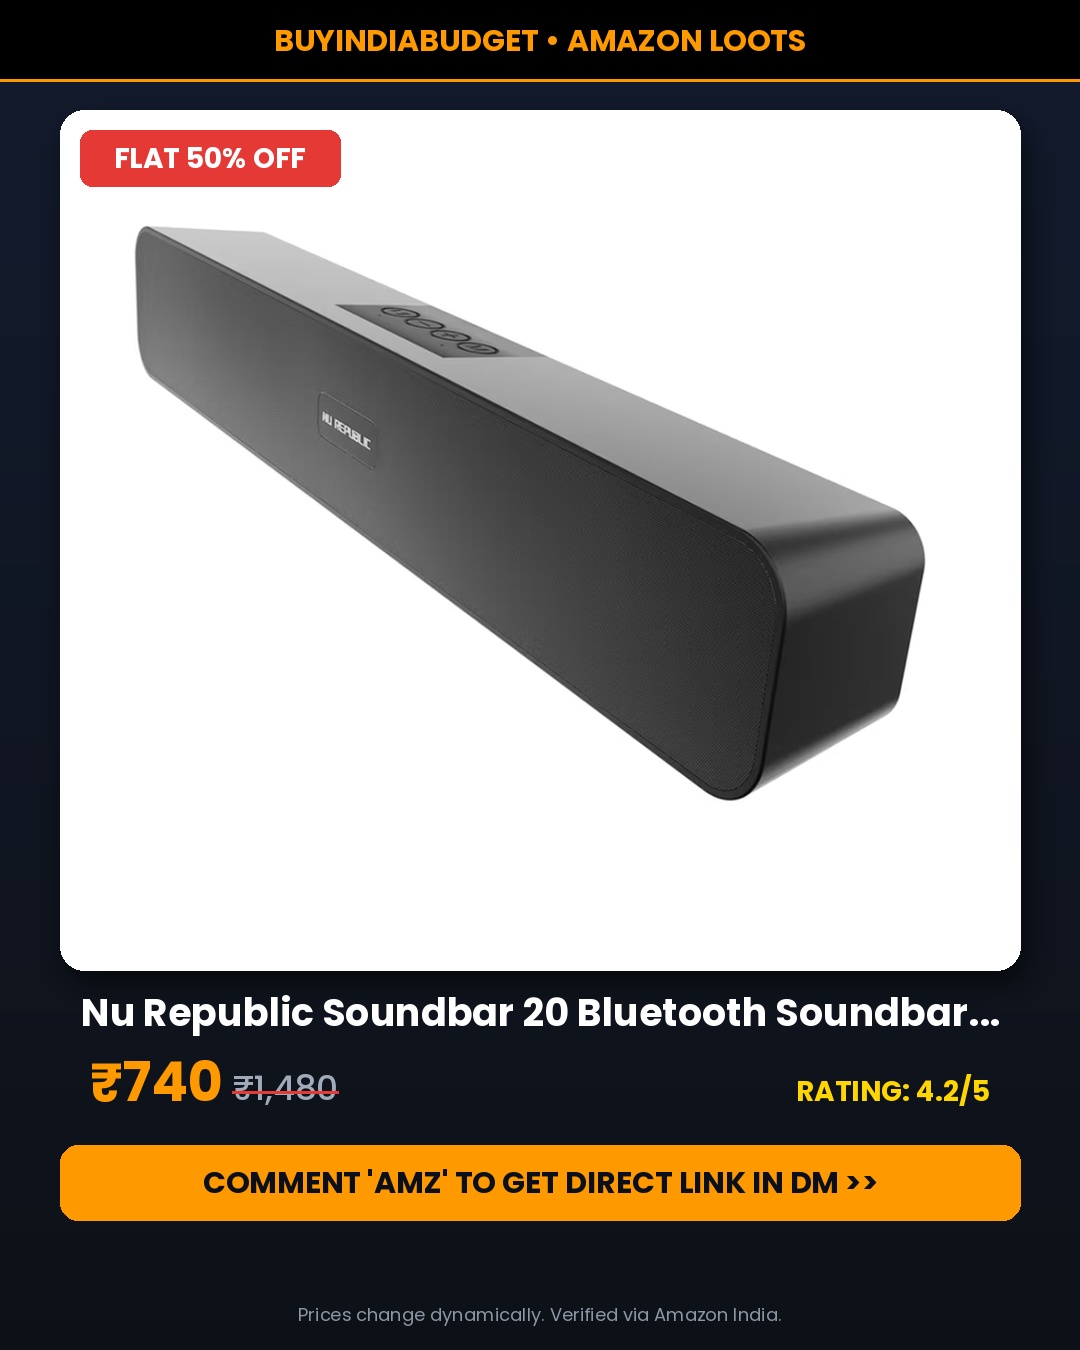 BUYINDIABUDGET • AMAZON LOOTS
FLAT 50% OFF
NU REPUBLIC
Nu Republic Soundbar 20 Bluetooth Soundbar...
₹740 ₹1,480
RATING: 4.2/5
COMMENT 'AMZ' TO GET DIRECT LINK IN DM >>
Prices change dynamically. Verified via Amazon India.